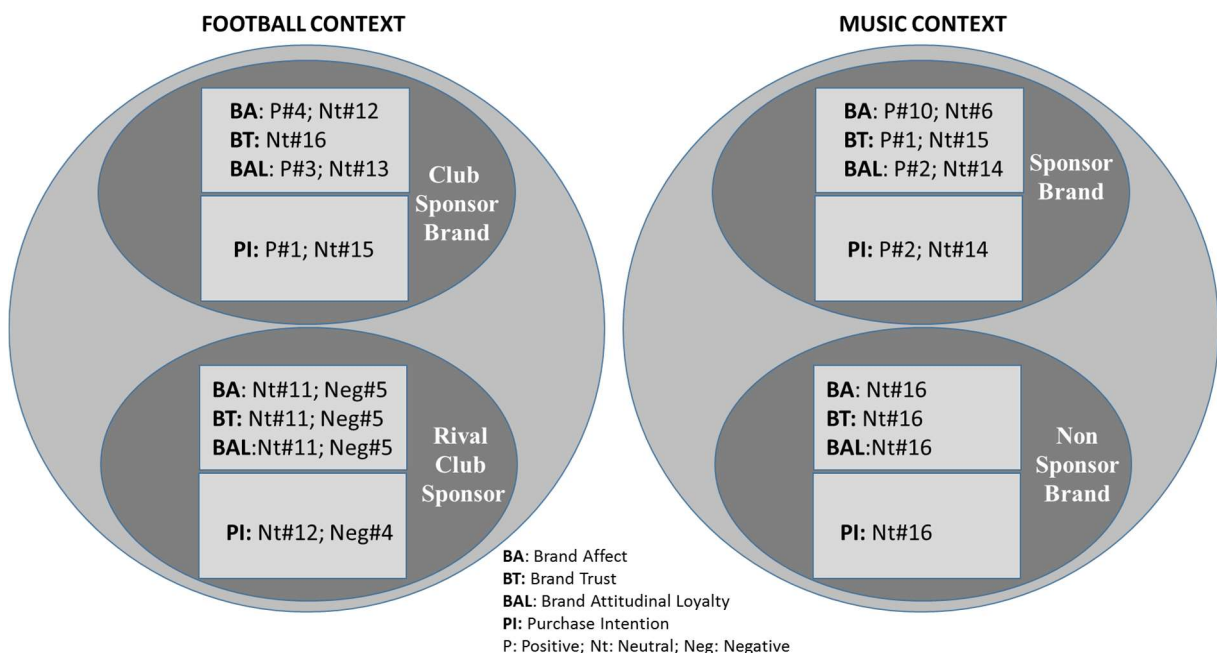 FOOTBALL CONTEXT
BA: P#4; Nt#12
BT: Nt#16
BAL: P#3; Nt#13
PI: P#1; Nt#15
Club
Sponsor
Brand
BA: Nt#11; Neg#5
BT: Nt#11; Neg#5
BAL:Nt#11; Neg#5
PI: Nt#12; Neg#4
Rival
Club
Sponsor
MUSIC CONTEXT
BA: P#10; Nt#6
BT: P#1; Nt#15
BAL: P#2; Nt#14
PI: P#2; Nt#14
Sponsor
Brand
BA: Nt#16
BT: Nt#16
BAL:Nt#16
PI: Nt#16
Non
Sponsor
Brand
BA: Brand Affect
BT: Brand Trust
BAL: Brand Attitudinal Loyalty
PI: Purchase Intention
P: Positive; Nt: Neutral; Neg: Negative